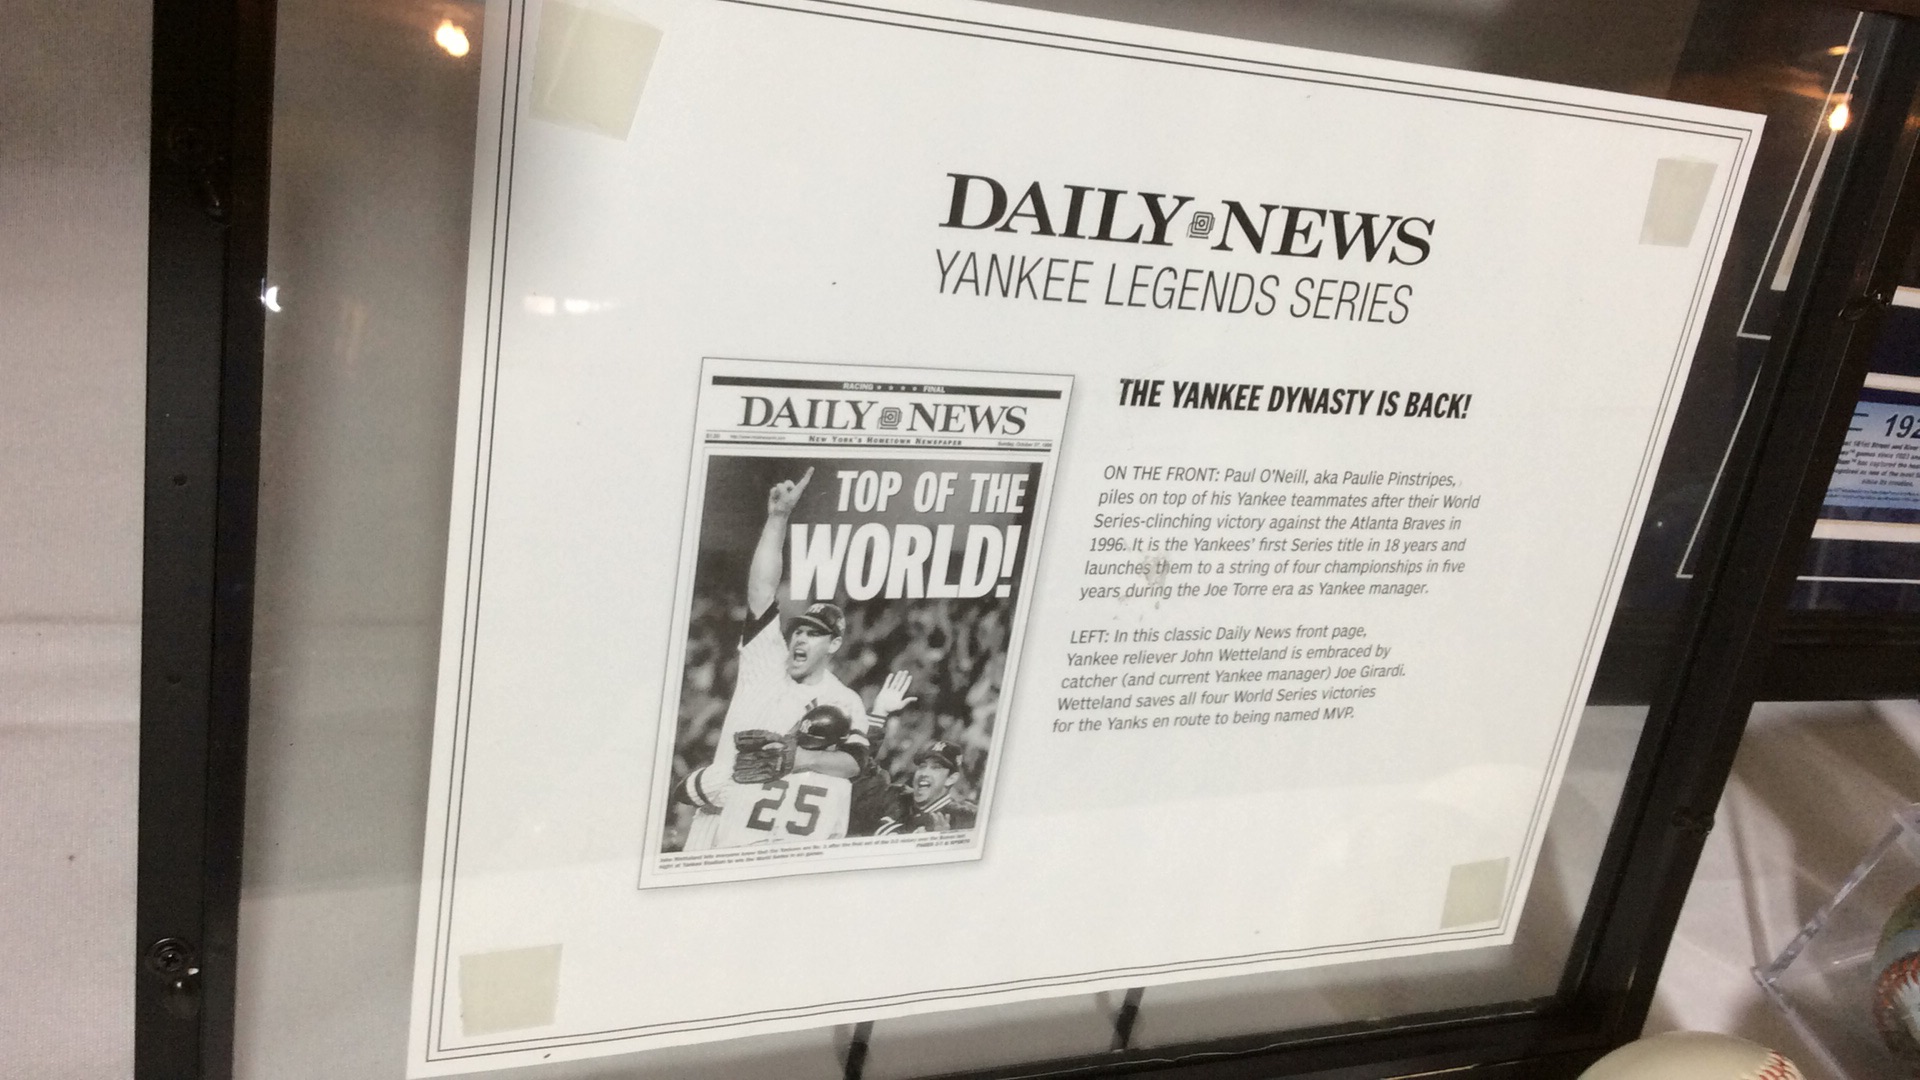 DAILY NEWS
YANKEE LEGENDS SERIES
RACING FINAL
DAILY NEWS
NEW YORK'S HOMETOWN NEWSPAPER
TOP OF THE
WORLD!
25
THE YANKEE DYNASTY IS BACK!
ON THE FRONT: Paul O'Neill, aka Paulie Pinstripes,
piles on top of his Yankee teammates after their World
Series-clinching victory against the Atlanta Braves in
1996. It is the Yankees' first Series title in 18 years and
launches them to a string of four championships in five
years during the Joe Torre era as Yankee manager.
LEFT: In this classic Daily News front page,
Yankee reliever John Wetteland is embraced by
catcher (and current Yankee manager) Joe Girardi.
Wetteland saves all four World Series victories
for the Yanks en route to being named MVP.